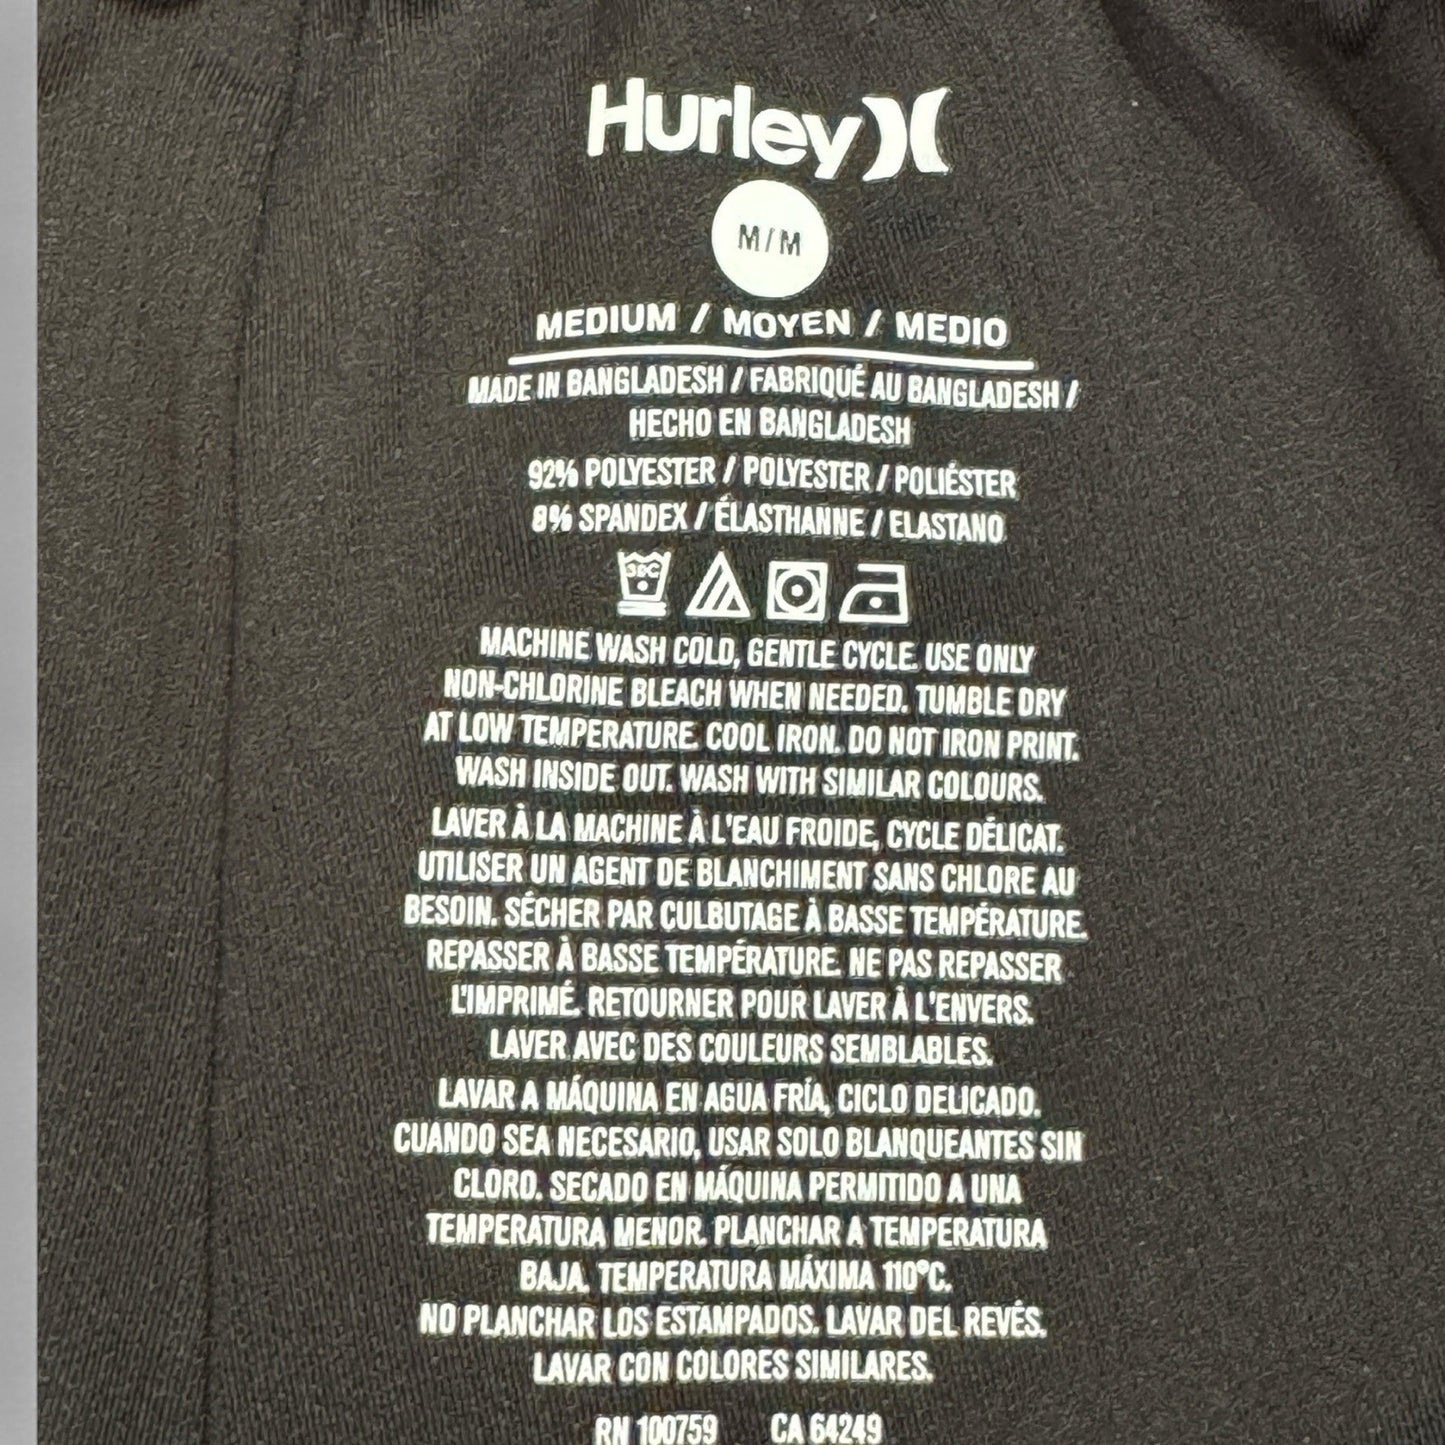 Hurley
M/M
MEDIUM / MOYEN / MEDIO
MADE IN BANGLADESH / FABRIQUÉ AU BANGLADESH /
HECHO EN BANGLADESH
92% POLYESTER / POLYESTER / POLIÉSTER
8% SPANDEX / ÉLASTHANNE / ELASTANO
30C
MACHINE WASH COLD, GENTLE CYCLE. USE ONLY
NON-CHLORINE BLEACH WHEN NEEDED. TUMBLE DRY
AT LOW TEMPERATURE. COOL IRON. DO NOT IRON PRINT.
WASH INSIDE OUT. WASH WITH SIMILAR COLOURS.
LAVER À LA MACHINE À L'EAU FROIDE, CYCLE DÉLICAT.
UTILISER UN AGENT DE BLANCHIMENT SANS CHLORE AU
BESOIN. SÉCHER PAR CULBUTAGE À BASSE TEMPÉRATURE.
REPASSER À BASSE TEMPÉRATURE. NE PAS REPASSER
L'IMPRIMÉ. RETOURNER POUR LAVER À L'ENVERS.
LAVER AVEC DES COULEURS SEMBLABLES.
LAVAR A MÁQUINA EN AGUA FRÍA, CICLO DELICADO.
CUANDO SEA NECESARIO, USAR SOLO BLANQUEANTES SIN
CLORO. SECADO EN MÁQUINA PERMITIDO A UNA
TEMPERATURA MENOR. PLANCHAR A TEMPERATURA
BAJA. TEMPERATURA MÁXIMA 110°C.
NO PLANCHAR LOS ESTAMPADOS. LAVAR DEL REVÉS.
LAVAR CON COLORES SIMILARES.
RN 100759 CA 64249